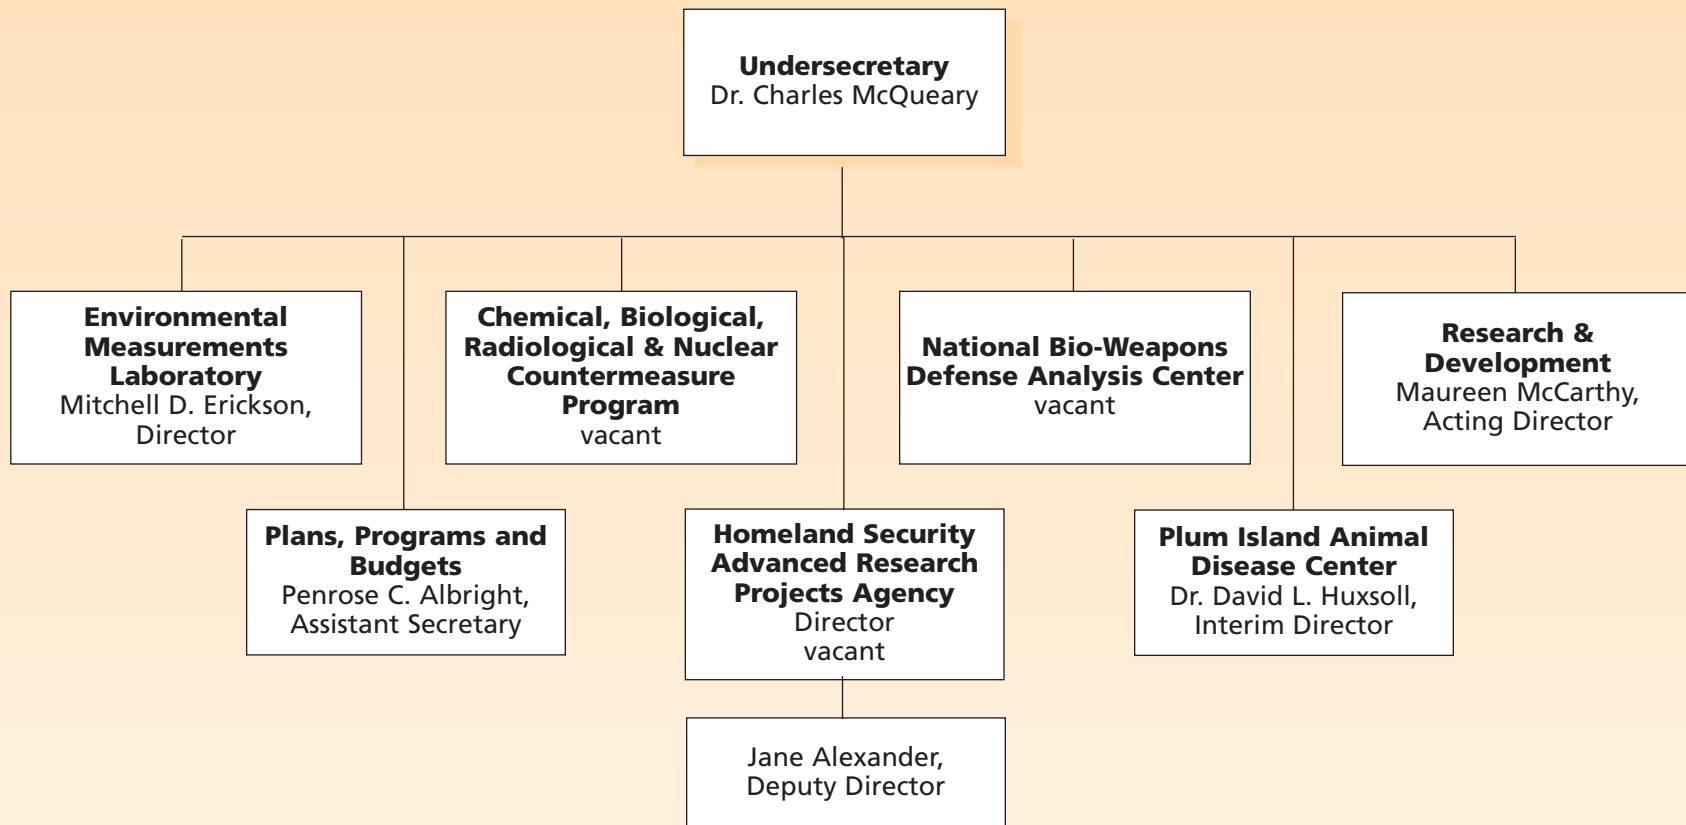 Undersecretary
Dr. Charles McQueary
Environmental
Measurements
Laboratory
Mitchell D. Erickson,
Director
Chemical, Biological,
Radiological & Nuclear
Countermeasure
Program
vacant
National Bio-Weapons
Defense Analysis Center
vacant
Research &
Development
Maureen McCarthy,
Acting Director
Plans, Programs and
Budgets
Penrose C. Albright,
Assistant Secretary
Homeland Security
Advanced Research
Projects Agency
Director
vacant
Plum Island Animal
Disease Center
Dr. David L. Huxsoll,
Interim Director
Jane Alexander,
Deputy Director